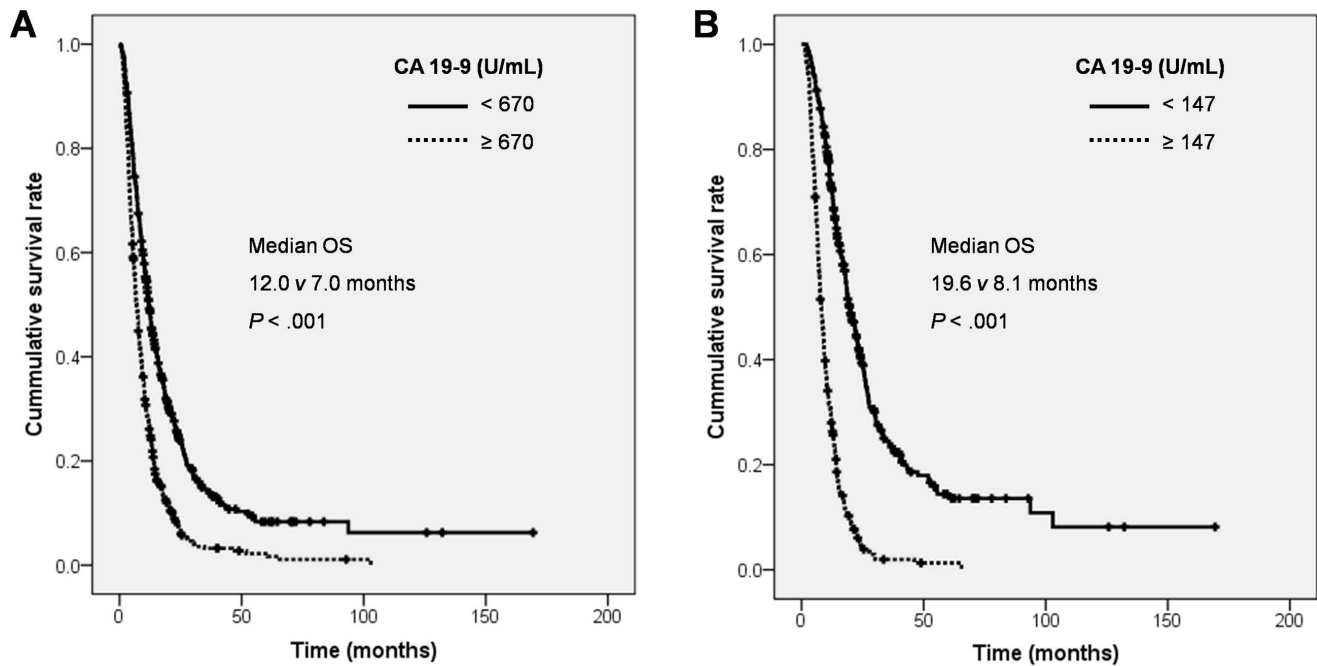 A
CA 19-9 (U/mL)
< 670
≥ 670
Median OS
12.0 v 7.0 months
P < .001
Cummulative survival rate
1.0
0.8
0.6
0.4
0.2
0.0
0 50 100 150 200
Time (months)
B
CA 19-9 (U/mL)
< 147
≥ 147
Median OS
19.6 v 8.1 months
P < .001
Cummulative survival rate
1.0
0.8
0.6
0.4
0.2
0.0
0 50 100 150 200
Time (months)